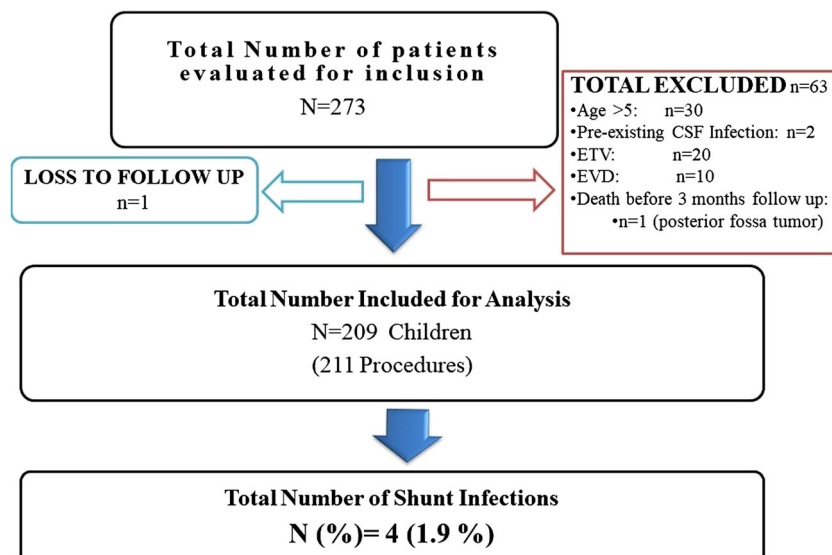 Total Number of patients
evaluated for inclusion
N=273
TOTAL EXCLUDED n=63
•Age >5: n=30
•Pre-existing CSF Infection: n=2
•ETV: n=20
•EVD: n=10
•Death before 3 months follow up:
•n=1 (posterior fossa tumor)
LOSS TO FOLLOW UP
n=1
Total Number Included for Analysis
N=209 Children
(211 Procedures)
Total Number of Shunt Infections
N (%)= 4 (1.9 %)